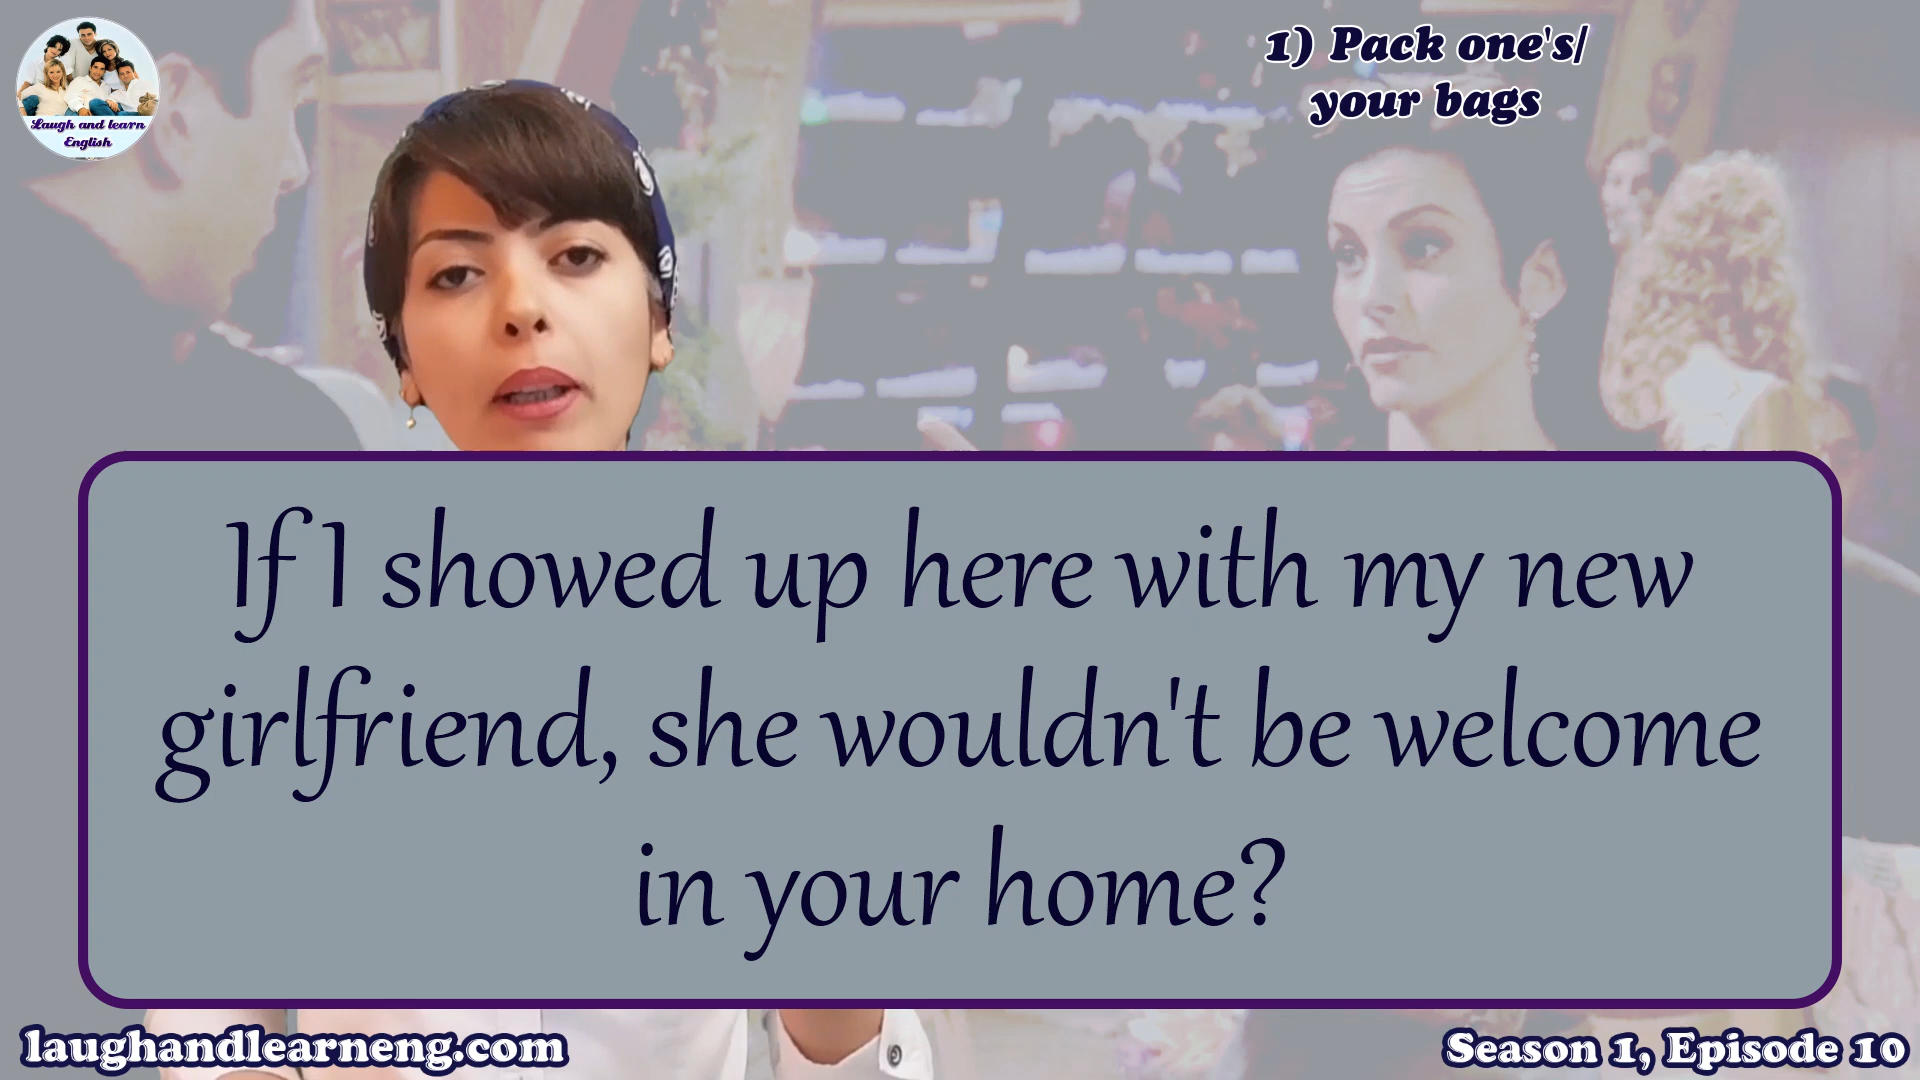 Laugh and learn
English
1) Pack one's/
your bags
If I showed up here with my new
girlfriend, she wouldn't be welcome
in your home?
laughandlearneng.com
Season 1, Episode 10